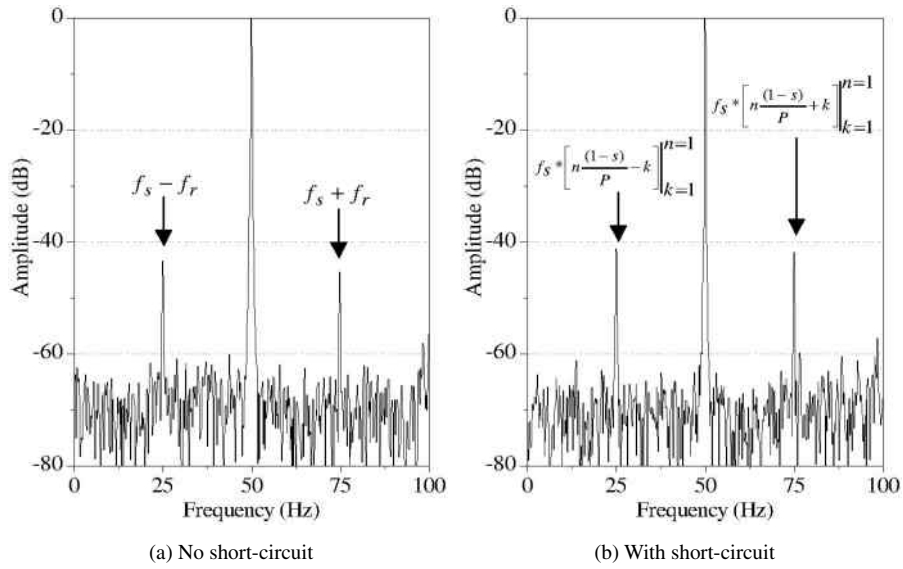 0
-20
-40
-60
-80
Amplitude (dB)
f_s − f_r
f_s + f_r
0 25 50 75 100
Frequency (Hz)
(a) No short-circuit
0
-20
-40
-60
-80
Amplitude (dB)
f_s * [n (1−s)/P − k] |n=1 k=1
f_s * [n (1−s)/P + k] |n=1 k=1
0 25 50 75 100
Frequency (Hz)
(b) With short-circuit